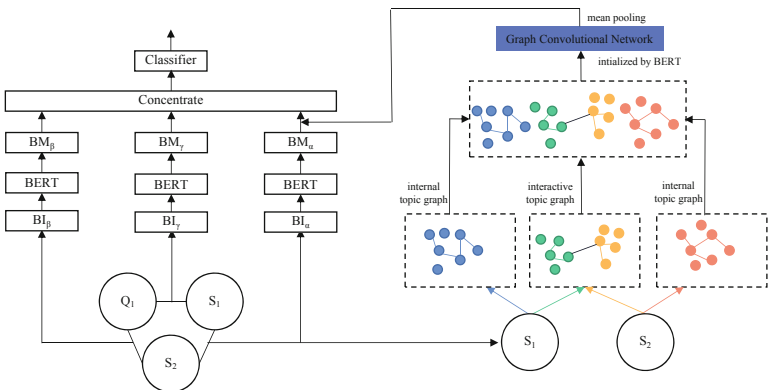 mean pooling
Graph Convolutional Network
intialized by BERT
Classifier
Concentrate
BMβ
BMγ
BMα
BERT
BERT
BERT
BIβ
BIγ
BIα
internal
topic graph
interactive
topic graph
internal
topic graph
Q1
S1
S2
S1
S2